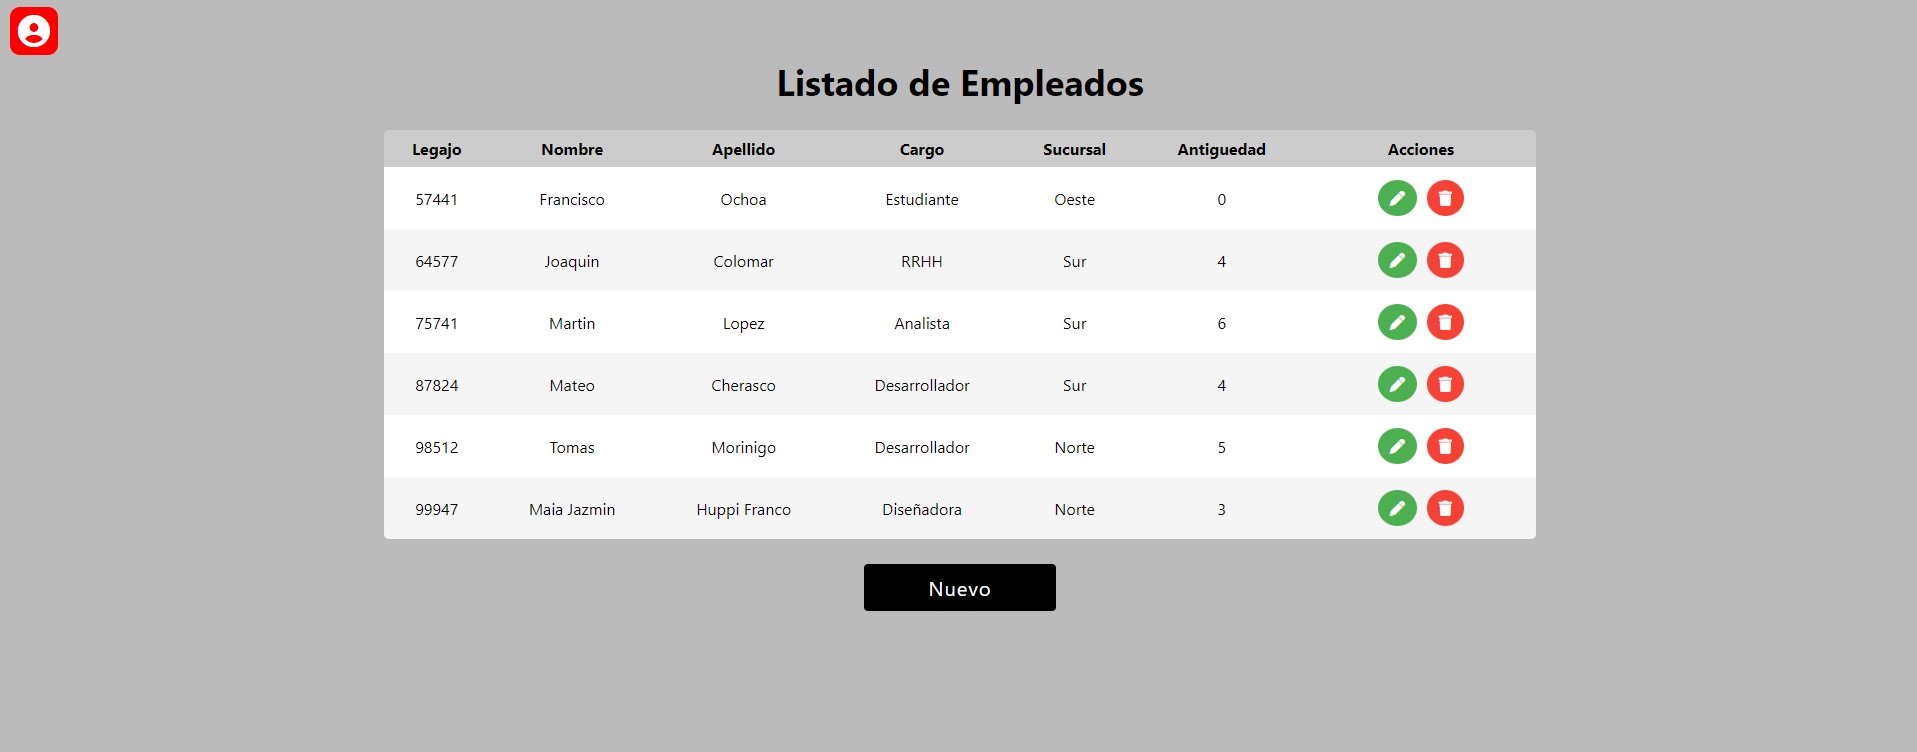 Listado de Empleados
Legajo Nombre Apellido Cargo Sucursal Antiguedad Acciones
57441 Francisco Ochoa Estudiante Oeste 0
64577 Joaquin Colomar RRHH Sur 4
75741 Martin Lopez Analista Sur 6
87824 Mateo Cherasco Desarrollador Sur 4
98512 Tomas Morinigo Desarrollador Norte 5
99947 Maia Jazmin Huppi Franco Diseñadora Norte 3
Nuevo